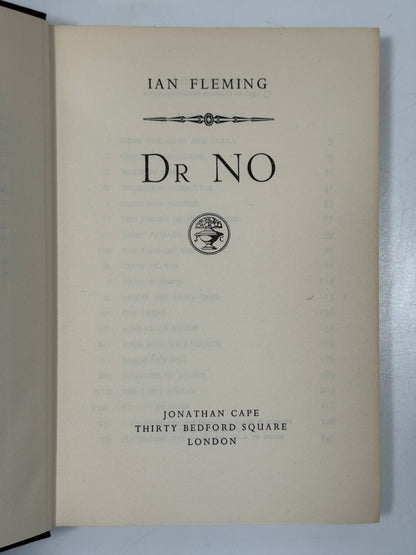 IAN FLEMING
DR NO
J C
JONATHAN CAPE
THIRTY BEDFORD SQUARE
LONDON